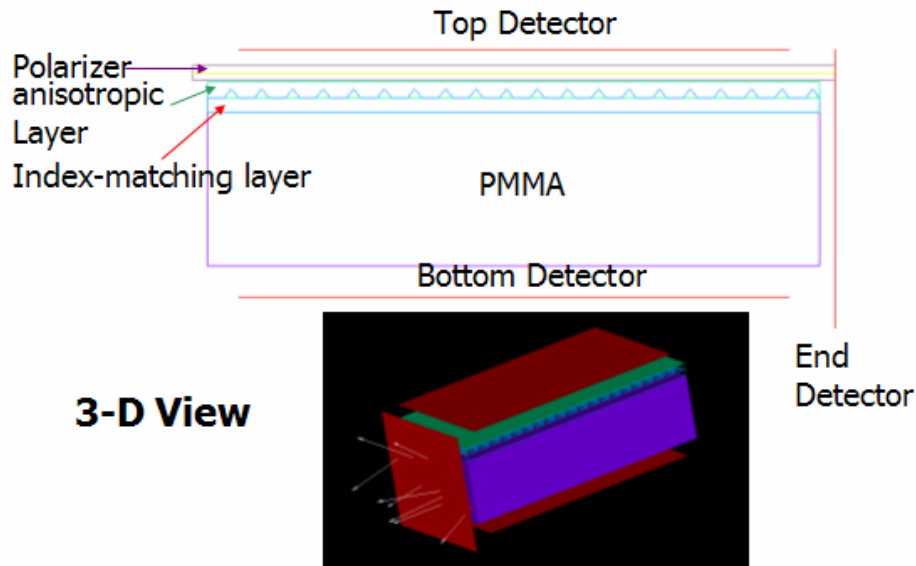 Top Detector
Polarizer
anisotropic
Layer
Index-matching layer
PMMA
Bottom Detector
End
Detector
3-D View